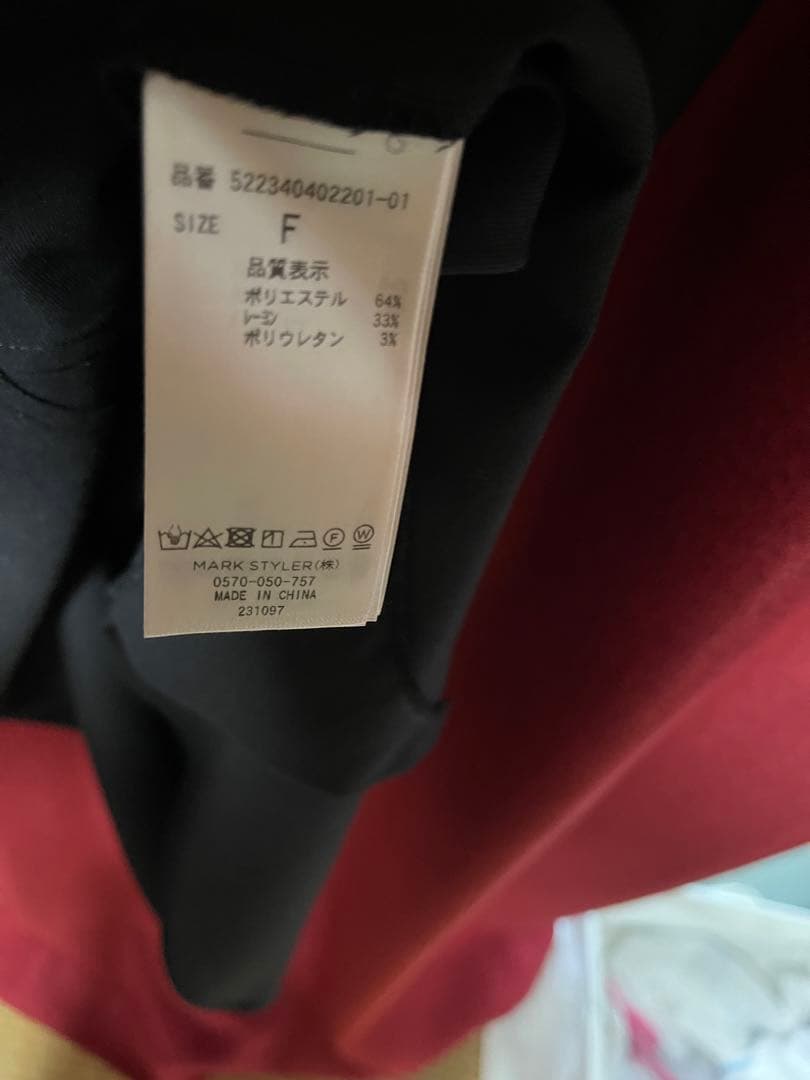 品番 522340402201-01
SIZE F
品質表示
ポリエステル 64%
レーヨン 33%
ポリウレタン 3%
F W
MARK STYLER(株)
0570-050-757
MADE IN CHINA
231097